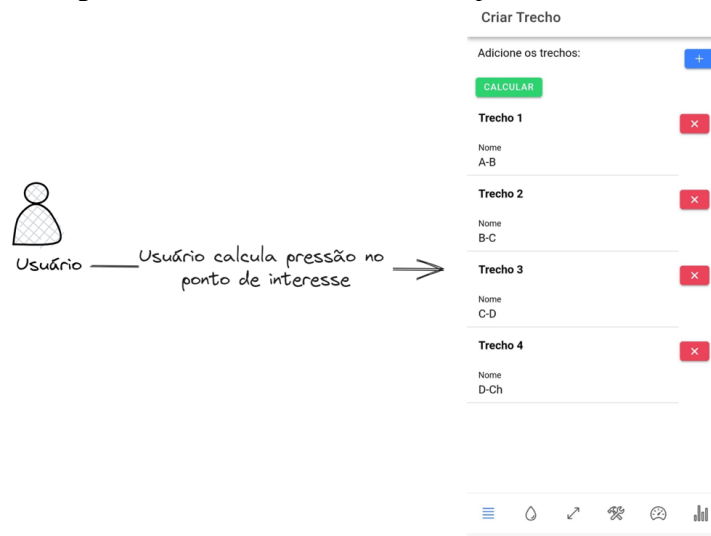 Criar Trecho
Adicione os trechos:
CALCULAR
Trecho 1
Nome
A-B
Trecho 2
Nome
B-C
Trecho 3
Nome
C-D
Trecho 4
Nome
D-Ch
Usuário
Usuário calcula pressão no
ponto de interesse